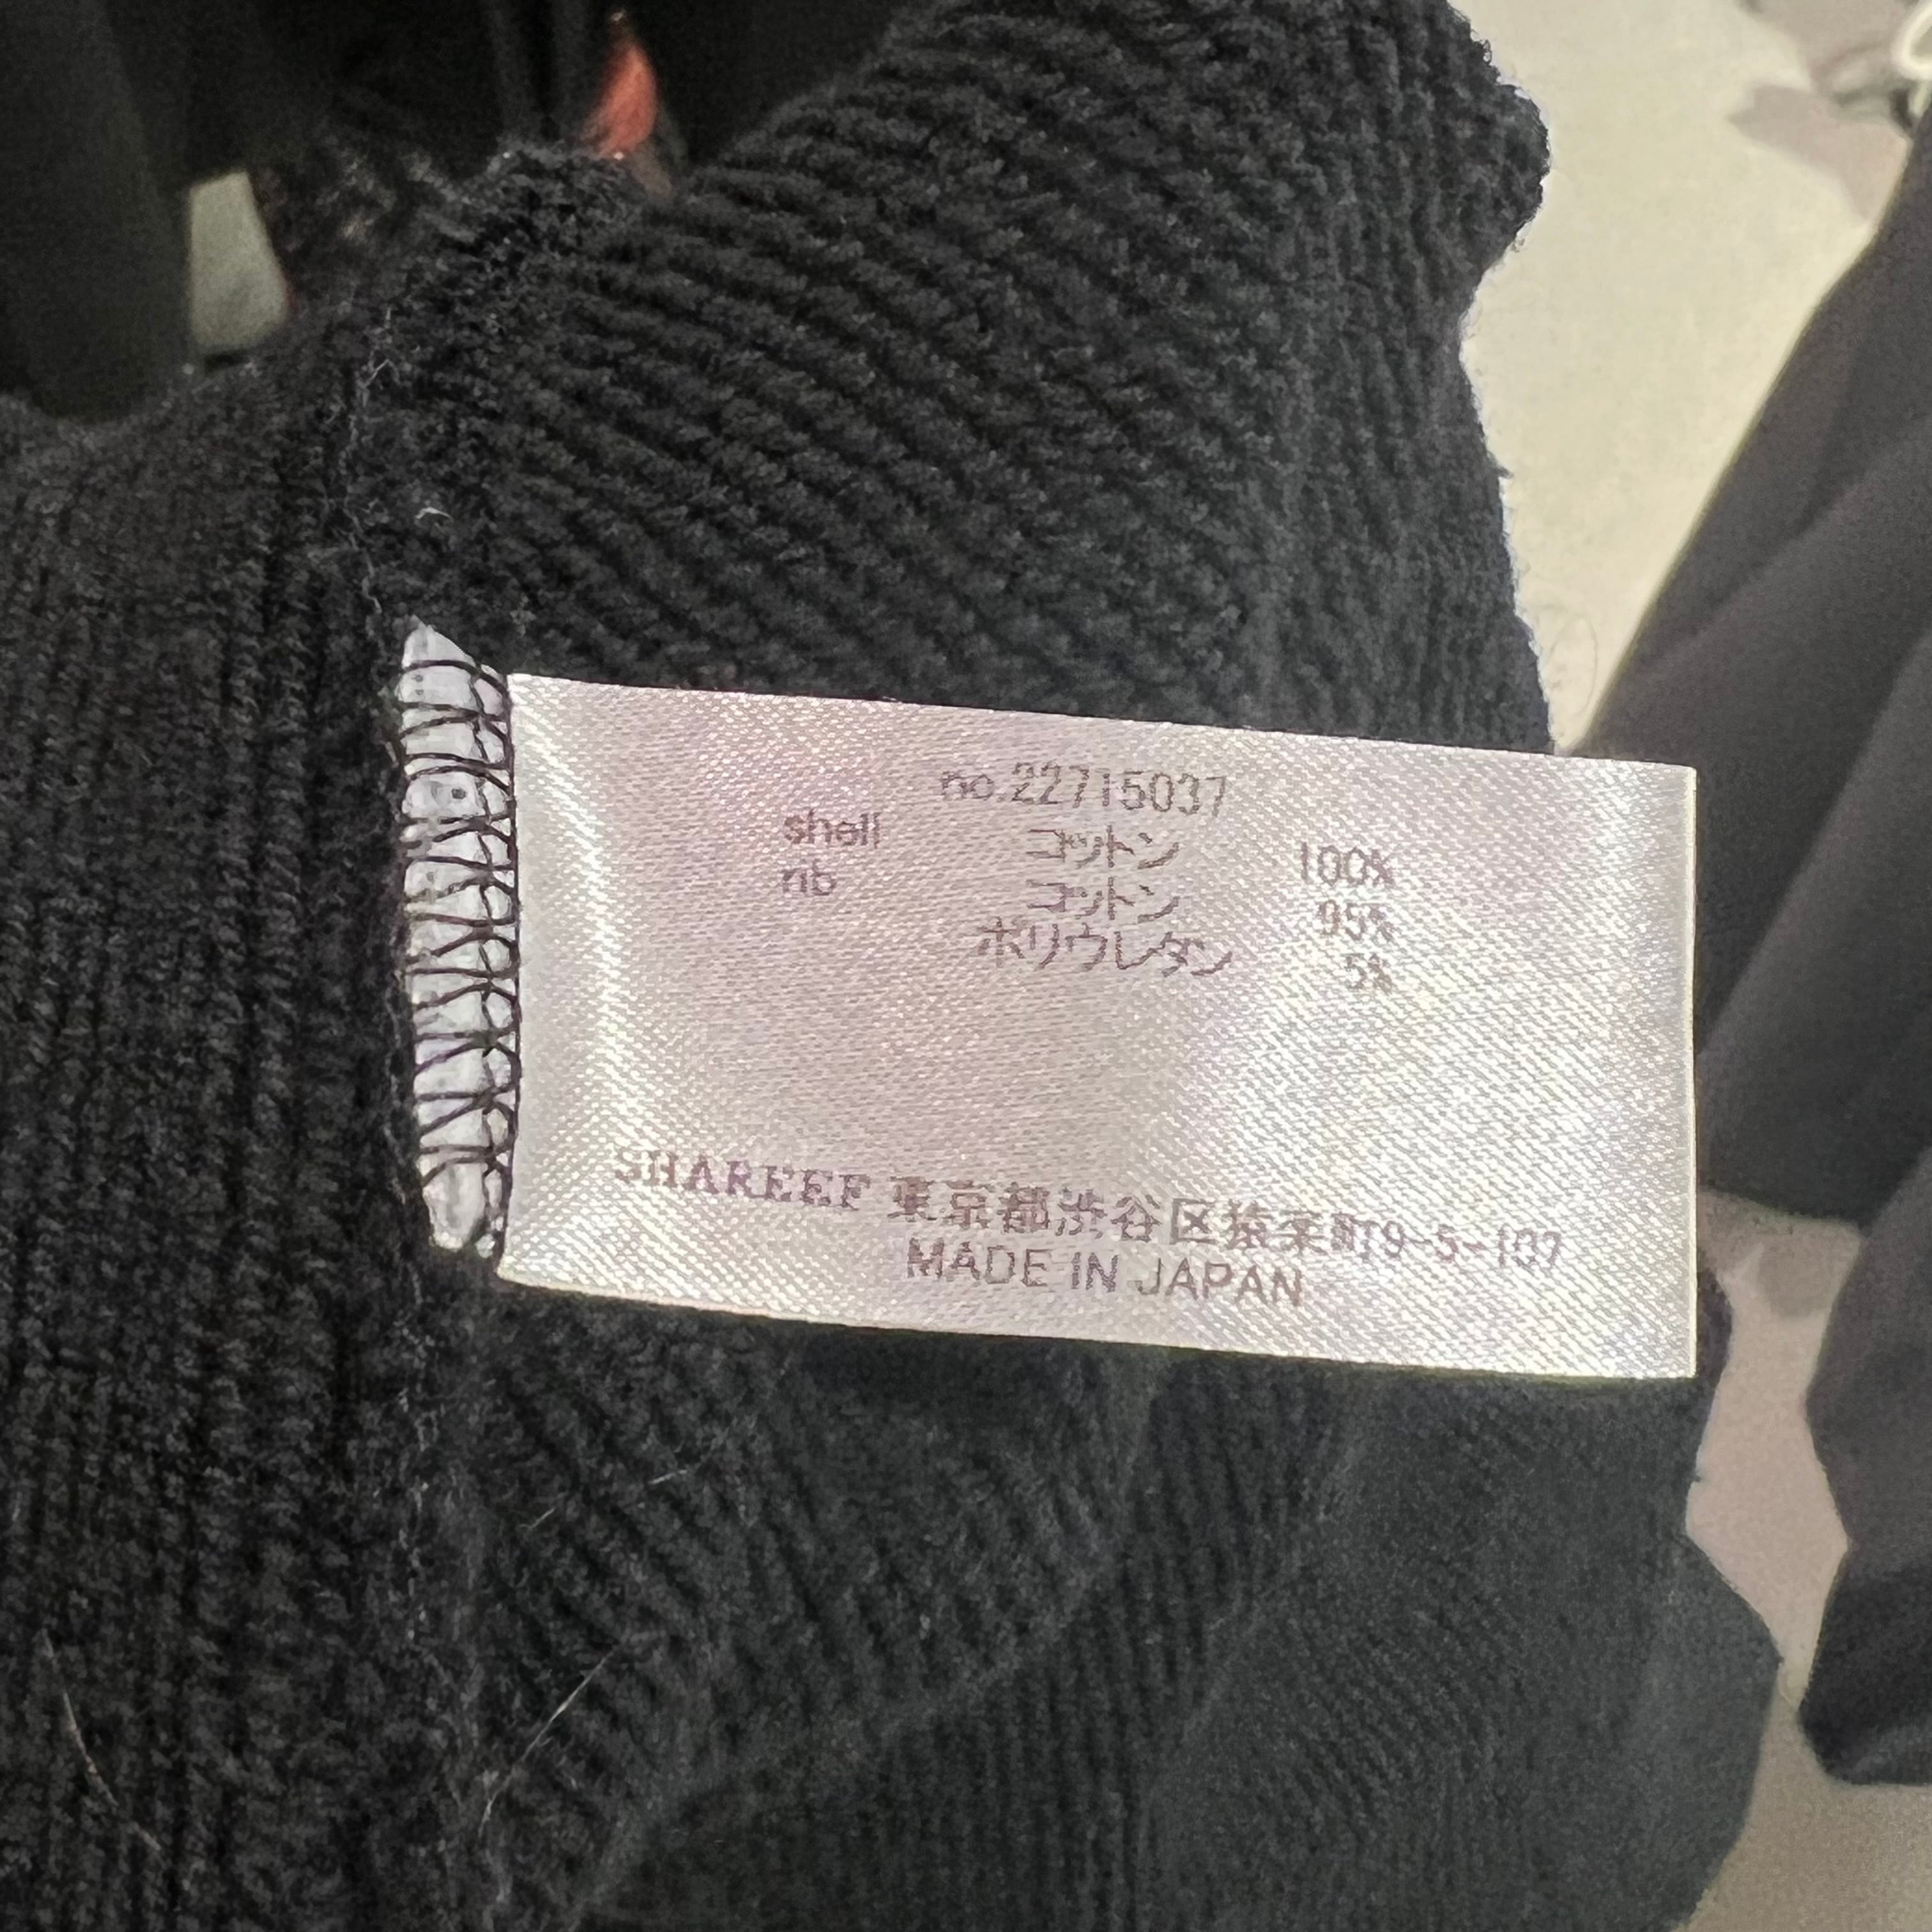 no.22715037
shell コットン 100%
rib コットン 95%
ポリウレタン 5%
SHAREEF 東京都渋谷区猿楽町9-5-107
MADE IN JAPAN